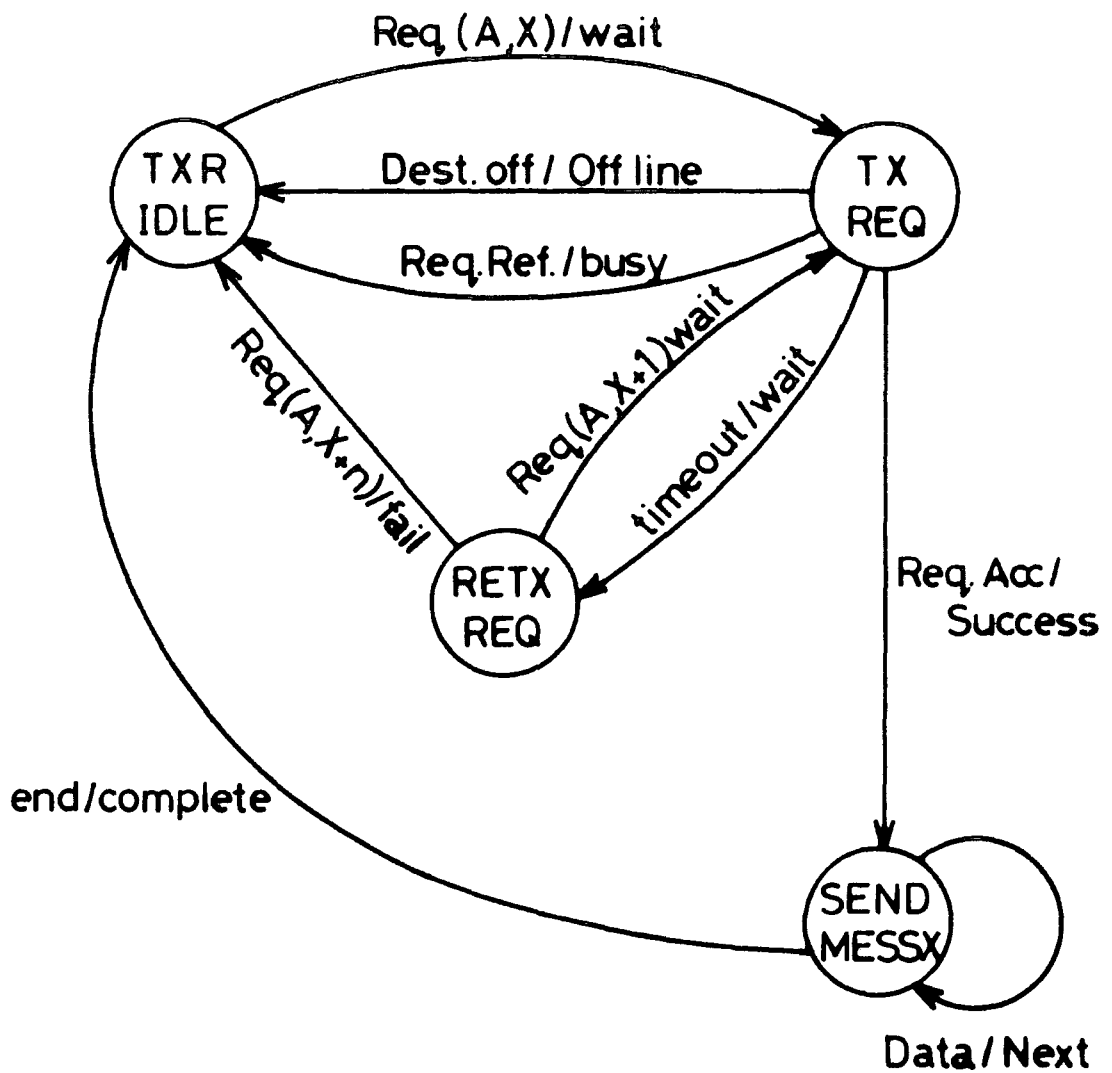 Req. (A,X)/wait
TXR
IDLE
Dest. off / Off line
TX
REQ
Req. Ref. / busy
Req(A,X+1)wait
Req(A,X+n)/fail
timeout/wait
RETX
REQ
Req. Acc /
Success
end/complete
SEND
MESSX
Data / Next